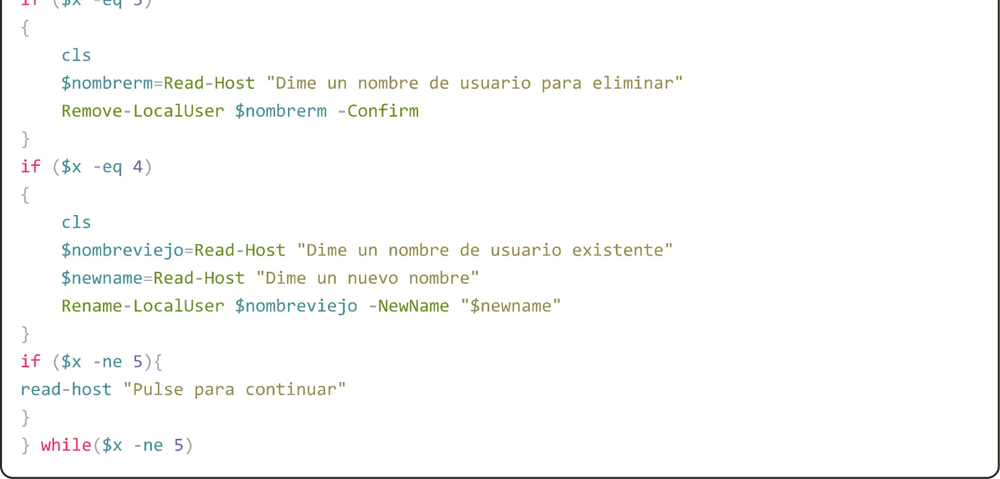 if ($x -eq 3)
{
    cls
    $nombrerm=Read-Host "Dime un nombre de usuario para eliminar"
    Remove-LocalUser $nombrerm -Confirm
}
if ($x -eq 4)
{
    cls
    $nombreviejo=Read-Host "Dime un nombre de usuario existente"
    $newname=Read-Host "Dime un nuevo nombre"
    Rename-LocalUser $nombreviejo -NewName "$newname"
}
if ($x -ne 5){
read-host "Pulse para continuar"
}
} while($x -ne 5)